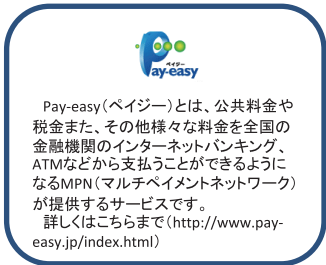 ペイジー
Pay-easy
Pay-easy（ペイジー）とは、公共料金や
税金また、その他様々な料金を全国の
金融機関のインターネットバンキング、
ATMなどから支払うことができるように
なるMPN（マルチペイメントネットワーク）
が提供するサービスです。
詳しくはこちらまで（http://www.pay-
easy.jp/index.html）